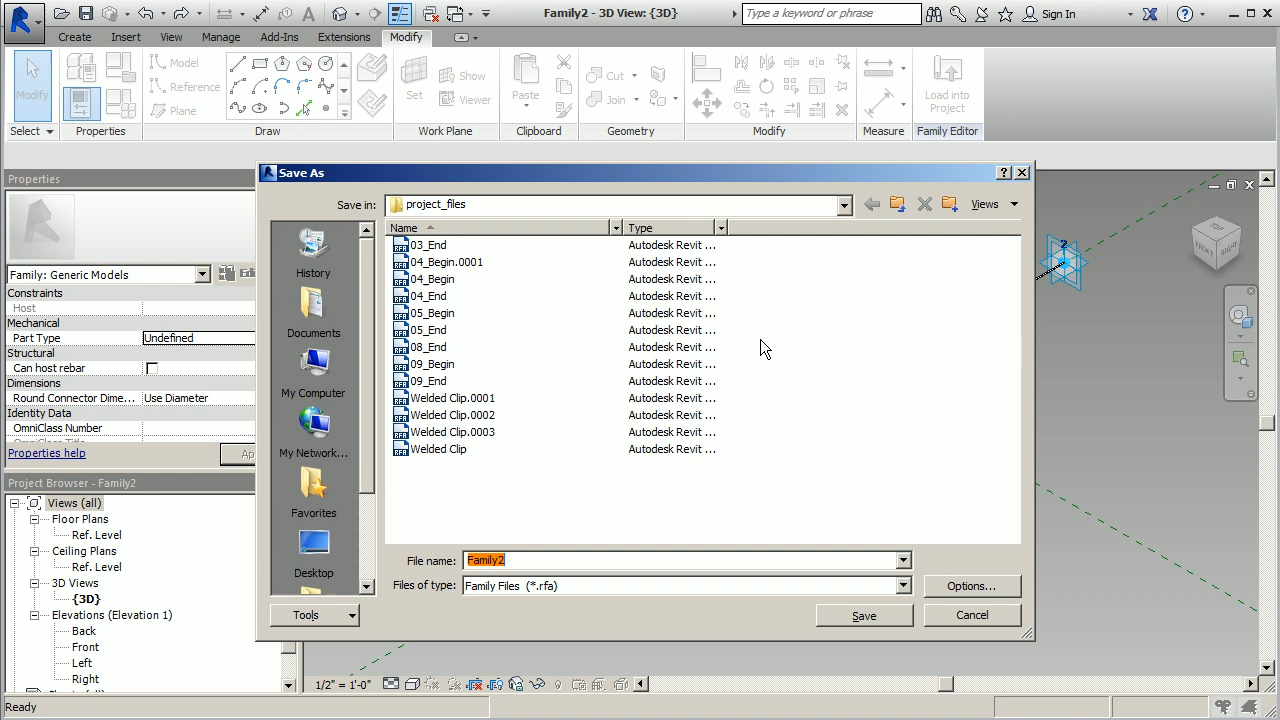 Family2 - 3D View: {3D}
Type a keyword or phrase
Sign In
Create
Insert
View
Manage
Add-Ins
Extensions
Modify
Modify
Model
Reference
Plane
Set
Show
Viewer
Paste
Cut
Join
Load into
Project
Select
Properties
Draw
Work Plane
Clipboard
Geometry
Modify
Measure
Family Editor
Properties
Family: Generic Models
Constraints
Host
Mechanical
Part Type
Undefined
Structural
Can host rebar
Dimensions
Round Connector Dime...
Use Diameter
Identity Data
OmniClass Number
Properties help
Project Browser - Family2
Views (all)
Floor Plans
Ref. Level
Ceiling Plans
Ref. Level
3D Views
{3D}
Elevations (Elevation 1)
Back
Front
Left
Right
Save As
Save in:
project_files
Views
Name
Type
03_End Autodesk Revit ...
04_Begin.0001 Autodesk Revit ...
04_Begin Autodesk Revit ...
04_End Autodesk Revit ...
05_Begin Autodesk Revit ...
05_End Autodesk Revit ...
08_End Autodesk Revit ...
09_Begin Autodesk Revit ...
09_End Autodesk Revit ...
Welded Clip.0001 Autodesk Revit ...
Welded Clip.0002 Autodesk Revit ...
Welded Clip.0003 Autodesk Revit ...
Welded Clip Autodesk Revit ...
History
Documents
My Computer
My Network...
Favorites
Desktop
File name:
Family2
Files of type:
Family Files (*.rfa)
Options...
Tools
Save
Cancel
FRONT
RIGHT
1/2" = 1'-0"
Ready